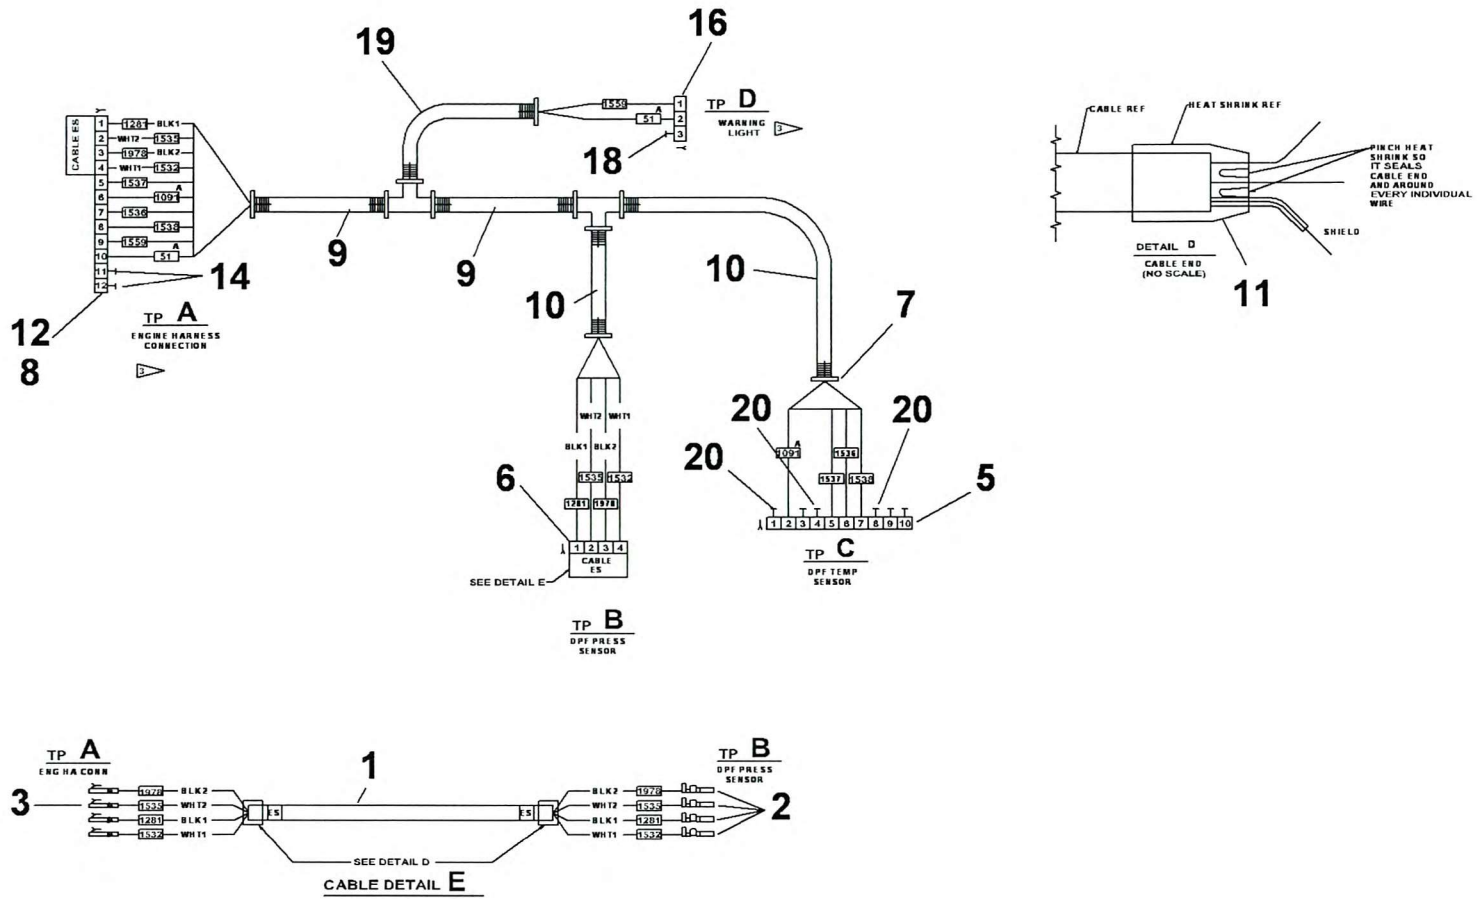 16
19
TP D
WARNING
LIGHT
3
1559
A
51
1
2
3
18
CABLE ES
1 1281 BLK1
2 WHT2 1535
3 1978 BLK2
4 WHT1 1532
5 1537
A
6 1091
7 1536
8 1538
9 1559
A
10 51
11
12
14
12
8
TP A
ENGINE HARNESS
CONNECTION
3
9
9
10
10
7
CABLE REF
HEAT SHRINK REF
PINCH HEAT
SHRINK SO
IT SEALS
CABLE END
AND AROUND
EVERY INDIVIDUAL
WIRE
SHIELD
DETAIL D
CABLE END
(NO SCALE)
11
WHT2 WHT1
BLK1 BLK2
1535 1532
1281 1978
6
1 2 3 4
CABLE
ES
SEE DETAIL E
TP B
DPF PRESS
SENSOR
20
20
20
A
1091
1536
1537
1538
5
1 2 3 4 5 6 7 8 9 10
TP C
DPF TEMP
SENSOR
TP A
ENG HA CONN
3
1978 BLK2
1535 WHT2
1281 BLK1
1532 WHT1
1
ES
ES
TP B
DPF PRESS
SENSOR
BLK2 1978
WHT2 1535
BLK1 1281
WHT1 1532
2
SEE DETAIL D
CABLE DETAIL E